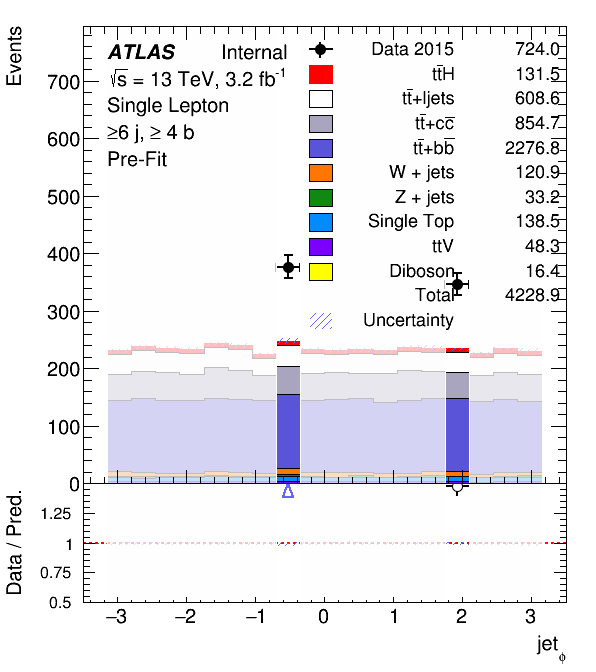 Events
ATLAS Internal
√s = 13 TeV, 3.2 fb⁻¹
Single Lepton
≥6 j, ≥ 4 b
Pre-Fit
Data 2015 724.0
tt̄H 131.5
tt̄+ljets 608.6
tt̄+cc̄ 854.7
tt̄+bb̄ 2276.8
W + jets 120.9
Z + jets 33.2
Single Top 138.5
ttV 48.3
Diboson 16.4
Total 4228.9
Uncertainty
700
600
500
400
300
200
100
0
Data / Pred.
1.25
1
0.75
0.5
−3 −2 −1 0 1 2 3
jet_ϕ